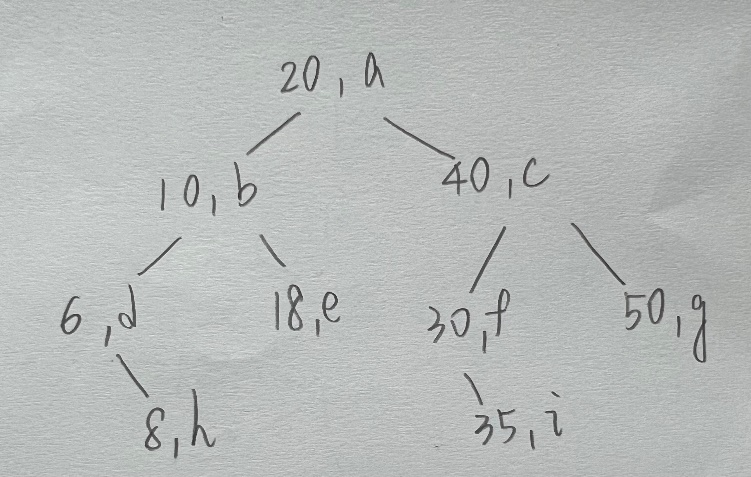 20, a
10, b 40, c
6, d 18, e 30, f 50, g
8, h 35, i